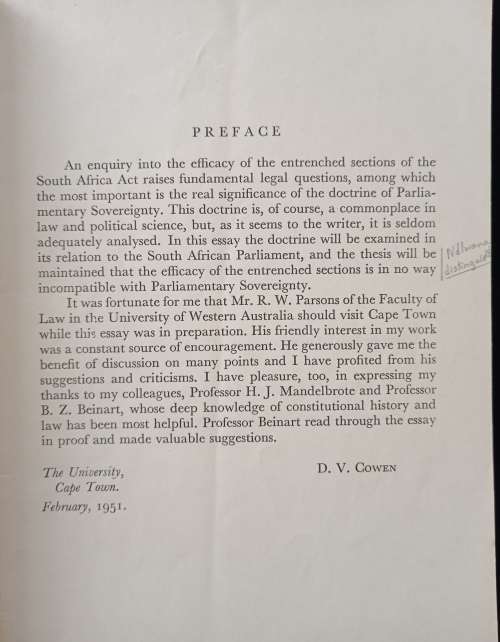 PREFACE
An enquiry into the efficacy of the entrenched sections of the
South Africa Act raises fundamental legal questions, among which
the most important is the real significance of the doctrine of Parlia-
mentary Sovereignty. This doctrine is, of course, a commonplace in
law and political science, but, as it seems to the writer, it is seldom
adequately analysed. In this essay the doctrine will be examined in
its relation to the South African Parliament, and the thesis will be
maintained that the efficacy of the entrenched sections is in no way
incompatible with Parliamentary Sovereignty.
Ndlwana
distinguished
It was fortunate for me that Mr. R. W. Parsons of the Faculty of
Law in the University of Western Australia should visit Cape Town
while this essay was in preparation. His friendly interest in my work
was a constant source of encouragement. He generously gave me the
benefit of discussion on many points and I have profited from his
suggestions and criticisms. I have pleasure, too, in expressing my
thanks to my colleagues, Professor H. J. Mandelbrote and Professor
B. Z. Beinart, whose deep knowledge of constitutional history and
law has been most helpful. Professor Beinart read through the essay
in proof and made valuable suggestions.
The University,
Cape Town.
February, 1951.
D. V. COWEN